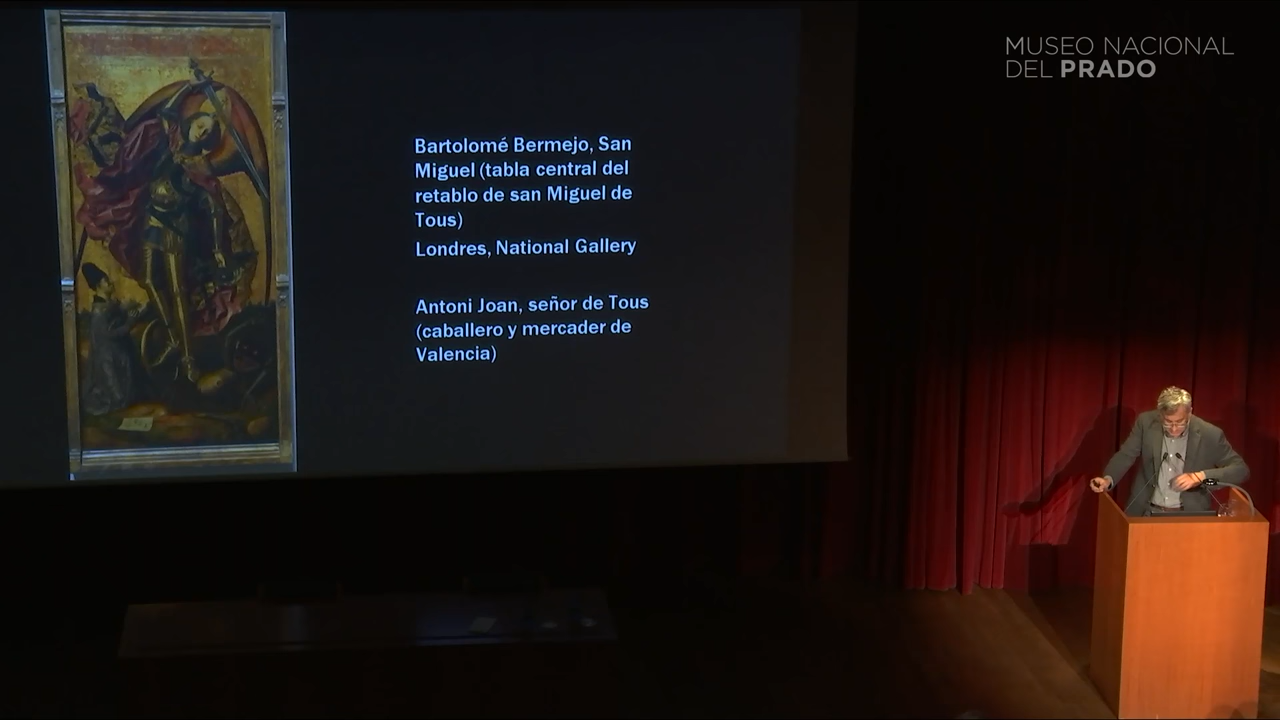 MUSEO NACIONAL
DEL PRADO
Bartolomé Bermejo, San
Miguel (tabla central del
retablo de san Miguel de
Tous)
Londres, National Gallery
Antoni Joan, señor de Tous
(caballero y mercader de
Valencia)